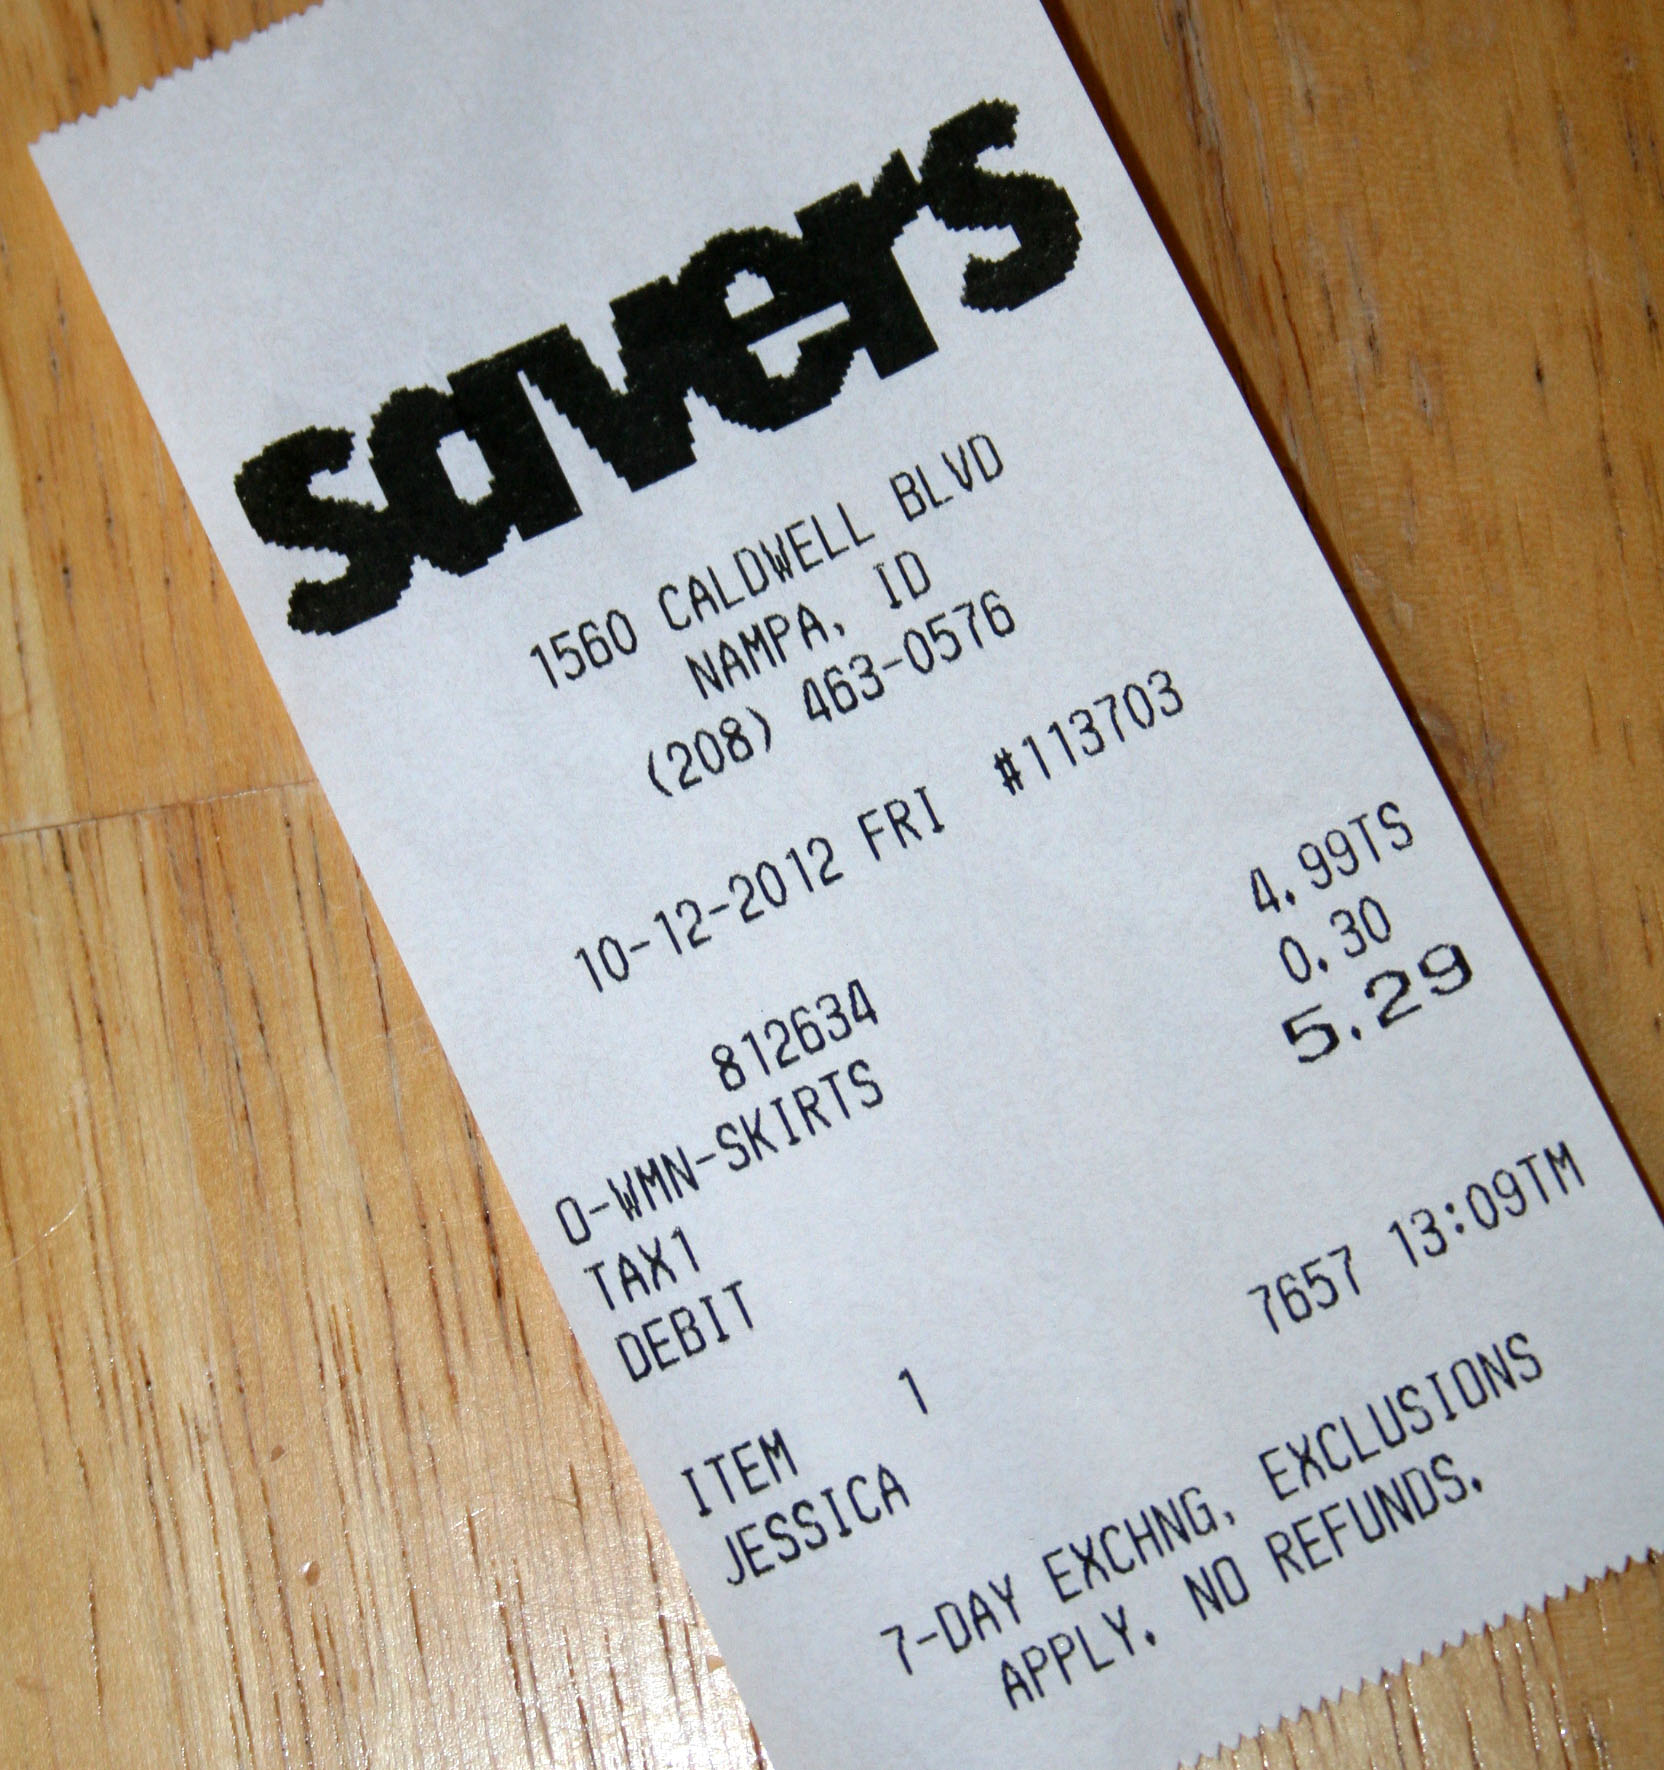 savers
1560 CALDWELL BLVD
NAMPA, ID
(208) 463-0576
10-12-2012 FRI #113703
812634
O-WMN-SKIRTS 4.99TS
TAX1 0.30
DEBIT 5.29
ITEM 1
JESSICA 7657 13:09TM
7-DAY EXCHNG, EXCLUSIONS
APPLY. NO REFUNDS.